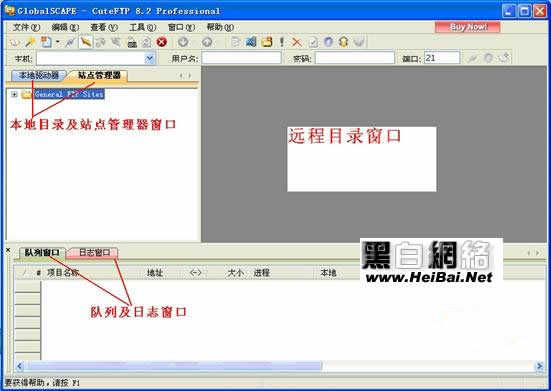 GlobalSCAPE - CuteFTP 8.2 Professional
文件(F) 编辑(E) 查看(V) 工具(O) 窗口(W) 帮助(H) Buy Now!
主机: 用户名: 密码: 端口: 21
本地驱动器 站点管理器
General FTP Sites
本地目录及站点管理器窗口
远程目录窗口
队列窗口 日志窗口
/ # 项目名称 地址 <-> 大小 进程 本地
黑白網络
www.HeiBai.Net
队列及日志窗口
要获得帮助，请按 F1